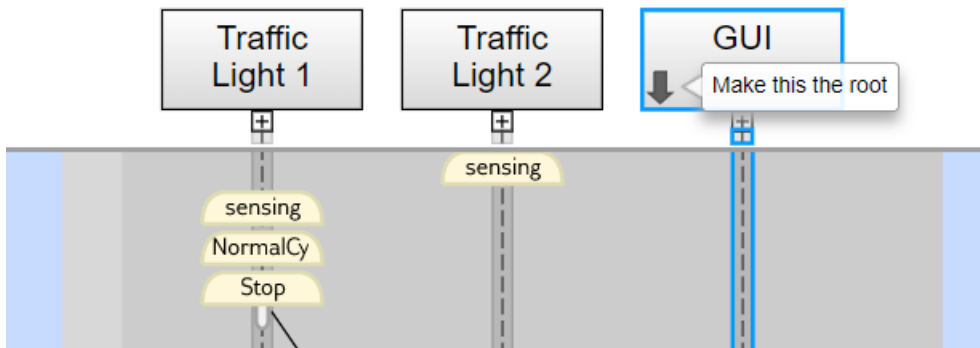 Traffic
Light 1
Traffic
Light 2
GUI
Make this the root
sensing
sensing
NormalCy
Stop